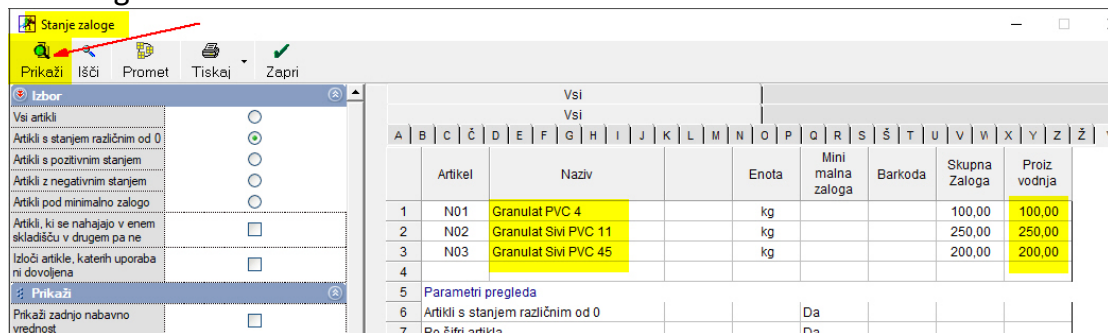 Stanje zaloge
Prikaži Išči Promet Tiskaj Zapri
Izbor
Vsi artikli
Artikli s stanjem različnim od 0
Artikli s pozitivnim stanjem
Artikli z negativnim stanjem
Artikli pod minimalno zalogo
Artikli, ki se nahajajo v enem
skladišču v drugem pa ne
Izloči artikle, katerih uporaba
ni dovoljena
Prikaži
Prikaži zadnjo nabavno
vrednost
Vsi
Vsi
A B C Č D E F G H I J K L M N O P Q R S Š T U V W X Y Z Ž
Artikel Naziv Enota Mini malna zaloga Barkoda Skupna Zaloga Proiz vodnja
1 N01 Granulat PVC 4 kg 100,00 100,00
2 N02 Granulat Sivi PVC 11 kg 250,00 250,00
3 N03 Granulat Sivi PVC 45 kg 200,00 200,00
4
5 Parametri pregleda
6 Artikli s stanjem različnim od 0 Da
7 Po šifri artikla Da